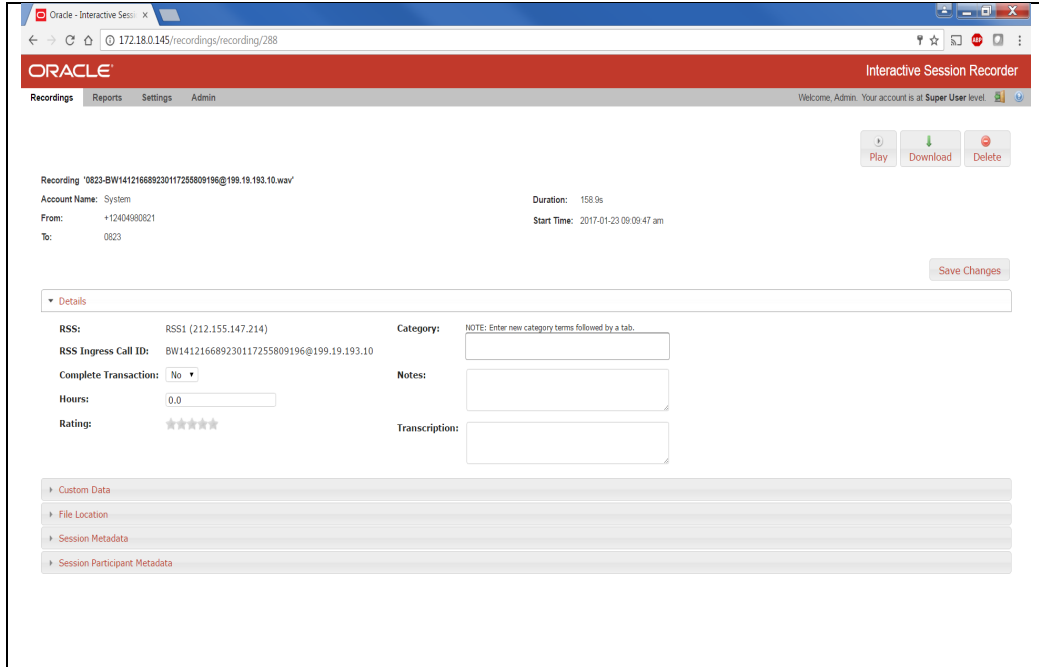 Oracle - Interactive Sessi ×
172.18.0.145/recordings/recording/288
ABP
ORACLE
Interactive Session Recorder
Recordings Reports Settings Admin
Welcome, Admin. Your account is at Super User level.
Play Download Delete
Recording '0823-BW141216689230117255809196@199.19.193.10.wav'
Account Name: System
Duration: 158.9s
From: +12404980821
Start Time: 2017-01-23 09:09:47 am
To: 0823
Save Changes
Details
RSS: RSS1 (212.155.147.214)
Category: NOTE: Enter new category terms followed by a tab.
RSS Ingress Call ID: BW141216689230117255809196@199.19.193.10
Complete Transaction: No
Notes:
Hours: 0.0
Rating:
Transcription:
Custom Data
File Location
Session Metadata
Session Participant Metadata